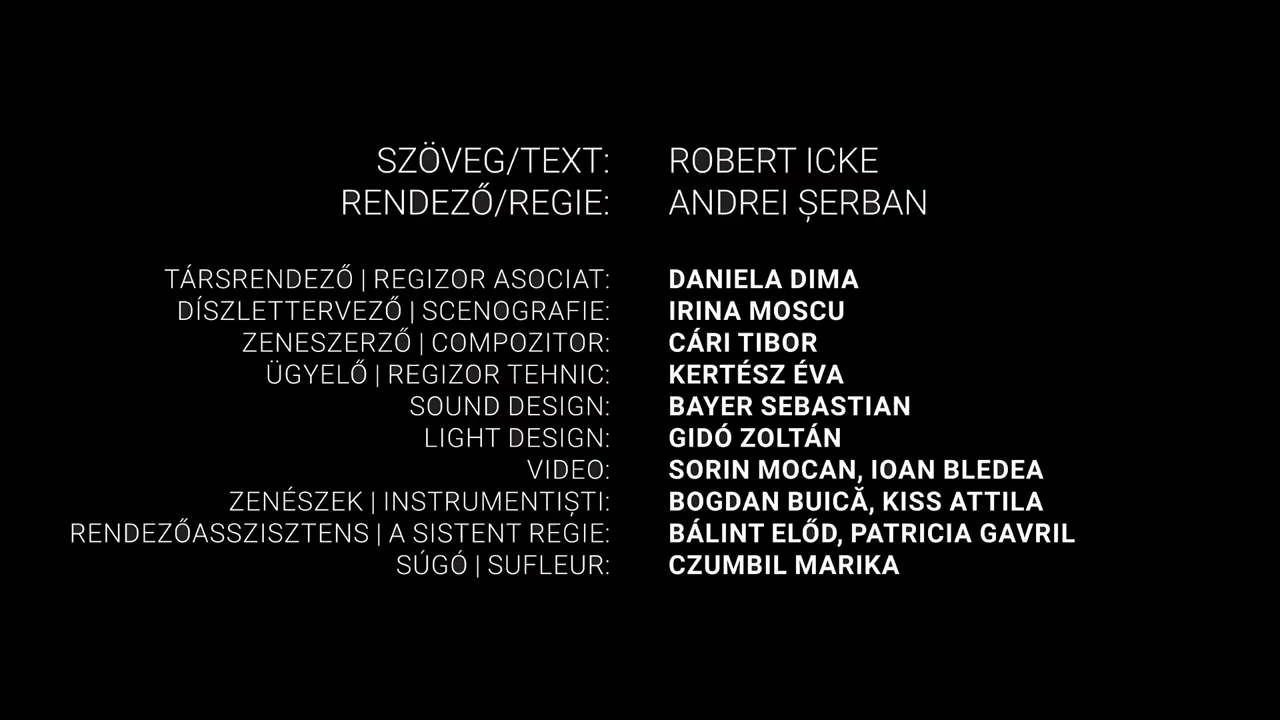 SZÖVEG/TEXT: ROBERT ICKE
RENDEZŐ/REGIE: ANDREI ȘERBAN
TÁRSRENDEZŐ | REGIZOR ASOCIAT: DANIELA DIMA
DÍSZLETTERVEZŐ | SCENOGRAFIE: IRINA MOSCU
ZENESZERZŐ | COMPOZITOR: CÁRI TIBOR
ÜGYELŐ | REGIZOR TEHNIC: KERTÉSZ ÉVA
SOUND DESIGN: BAYER SEBASTIAN
LIGHT DESIGN: GIDÓ ZOLTÁN
VIDEO: SORIN MOCAN, IOAN BLEDEA
ZENÉSZEK | INSTRUMENTIȘTI: BOGDAN BUICĂ, KISS ATTILA
RENDEZŐASSZISZTENS | A SISTENT REGIE: BÁLINT ELŐD, PATRICIA GAVRIL
SÚGÓ | SUFLEUR: CZUMBIL MARIKA